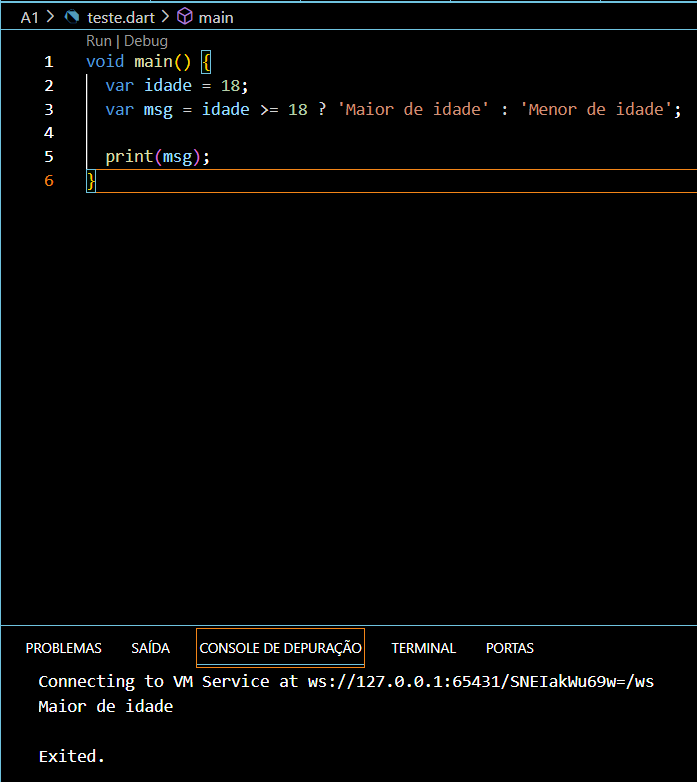 A1 > teste.dart > main
Run | Debug
1 void main() {
2   var idade = 18;
3   var msg = idade >= 18 ? 'Maior de idade' : 'Menor de idade';
4
5   print(msg);
6 }
PROBLEMAS SAÍDA CONSOLE DE DEPURAÇÃO TERMINAL PORTAS
Connecting to VM Service at ws://127.0.0.1:65431/SNEIakWu69w=/ws
Maior de idade
Exited.